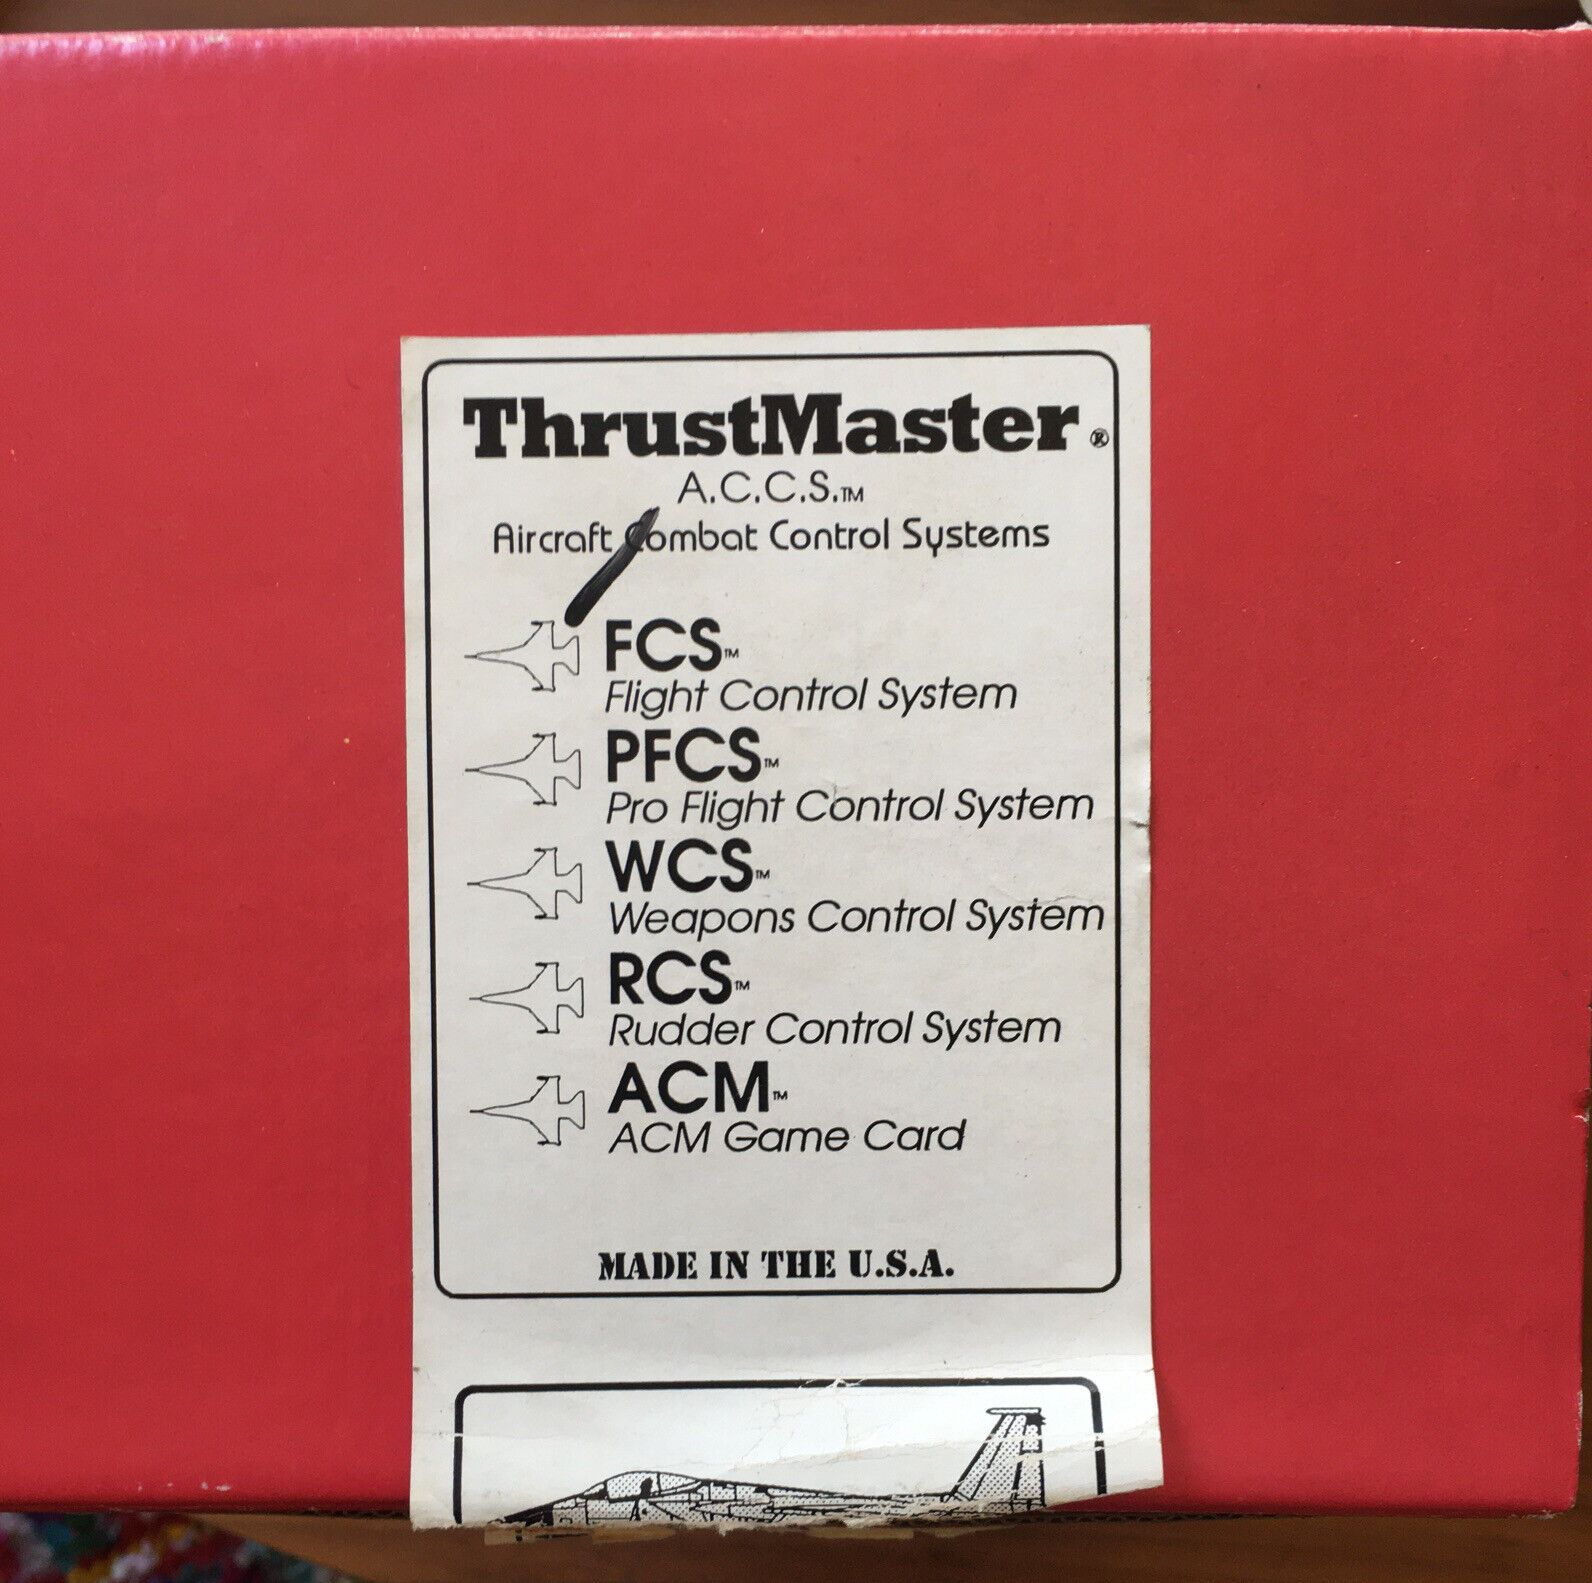 ThrustMaster®
A.C.C.S.™
Aircraft Combat Control Systems
FCS™
Flight Control System
PFCS™
Pro Flight Control System
WCS™
Weapons Control System
RCS™
Rudder Control System
ACM™
ACM Game Card
MADE IN THE U.S.A.